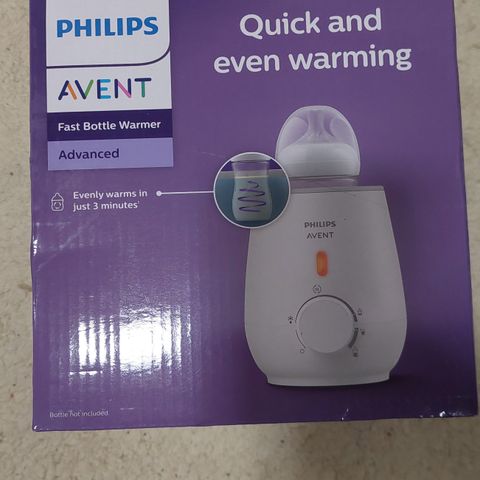 PHILIPS
AVENT
Fast Bottle Warmer
Advanced
Quick and
even warming
Evenly warms in
just 3 minutes¹
PHILIPS
AVENT
Bottle not included.